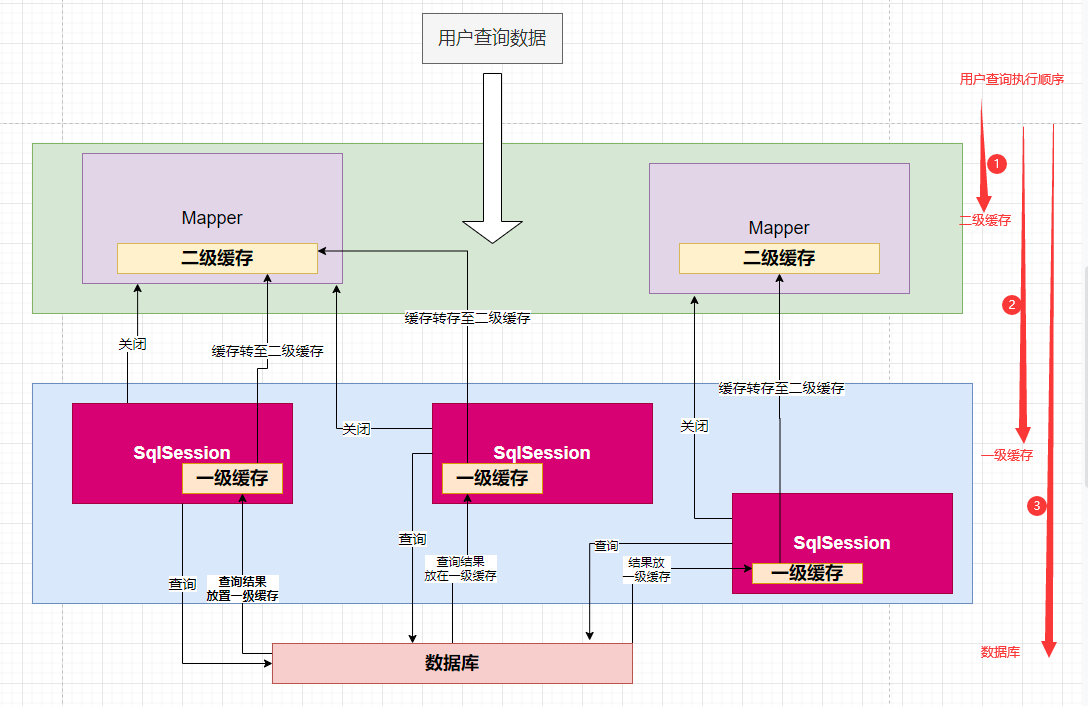 用户查询数据
用户查询执行顺序
1
Mapper
二级缓存
Mapper
二级缓存
二级缓存
2
关闭
缓存转至二级缓存
缓存转存至二级缓存
缓存转存至二级缓存
关闭
关闭
SqlSession
一级缓存
SqlSession
一级缓存
一级缓存
3
SqlSession
一级缓存
查询
查询结果
放置一级缓存
查询
查询结果
放在一级缓存
查询
结果放
一级缓存
数据库
数据库